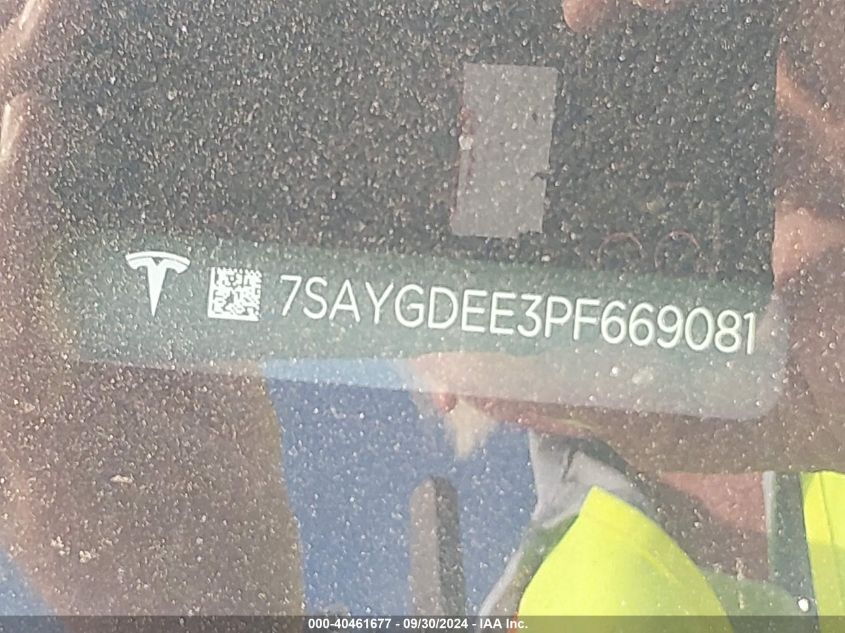 7SAYGDEE3PF669081
000-40461677 - 09/30/2024 - IAA Inc.